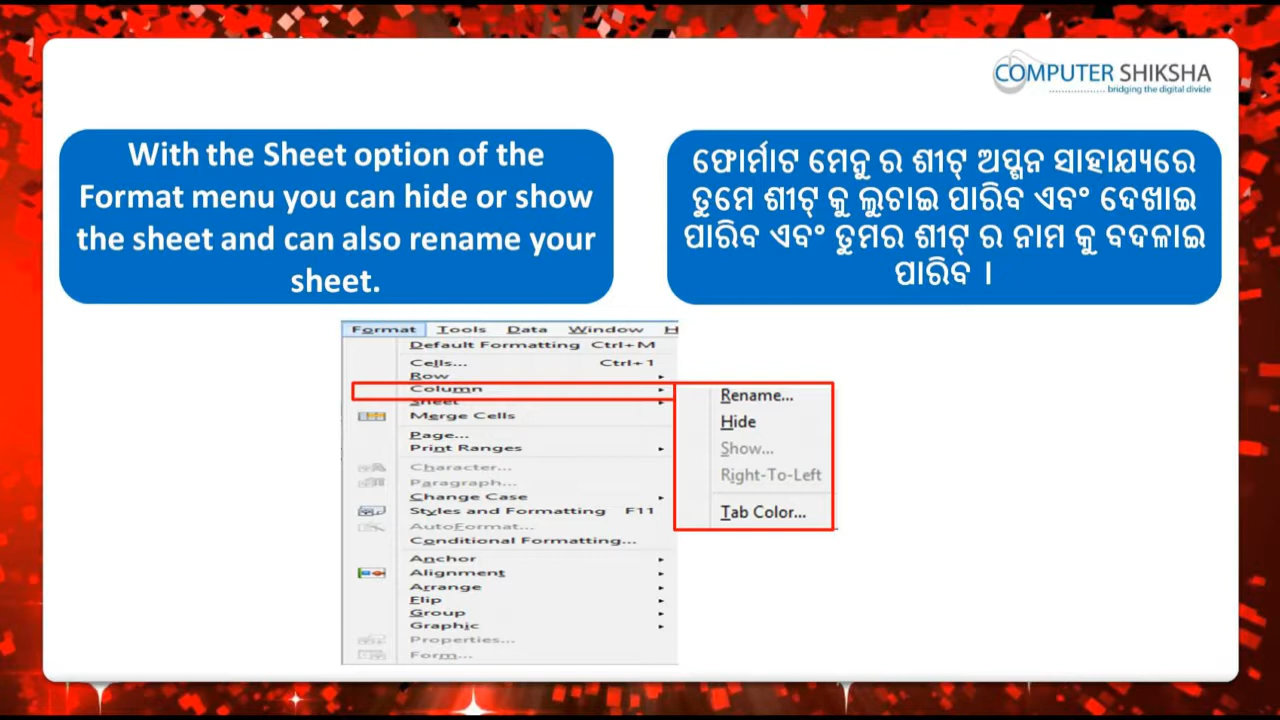 COMPUTER SHIKSHA
bridging the digital divide
With the Sheet option of the
Format menu you can hide or show
the sheet and can also rename your
sheet.
ଫୋର୍ମାଟ ମେନୁ ର ଶୀଟ୍ ଅପ୍ଶନ ସାହାଯ୍ୟରେ
ତୁମେ ଶୀଟ୍ କୁ ଲୁଚାଇ ପାରିବ ଏବଂ ଦେଖାଇ
ପାରିବ ଏବଂ ତୁମର ଶୀଟ୍ ର ନାମ କୁ ବଦଳାଇ
ପାରିବ ।
Format Tools Data Window H
Default Formatting Ctrl+M
Cells... Ctrl+1
Row
Column
Sheet
Merge Cells
Page...
Print Ranges
Character...
Paragraph...
Change Case
Styles and Formatting F11
AutoFormat...
Conditional Formatting...
Anchor
Alignment
Arrange
Flip
Group
Graphic
Properties...
Form...
Rename...
Hide
Show...
Right-To-Left
Tab Color...